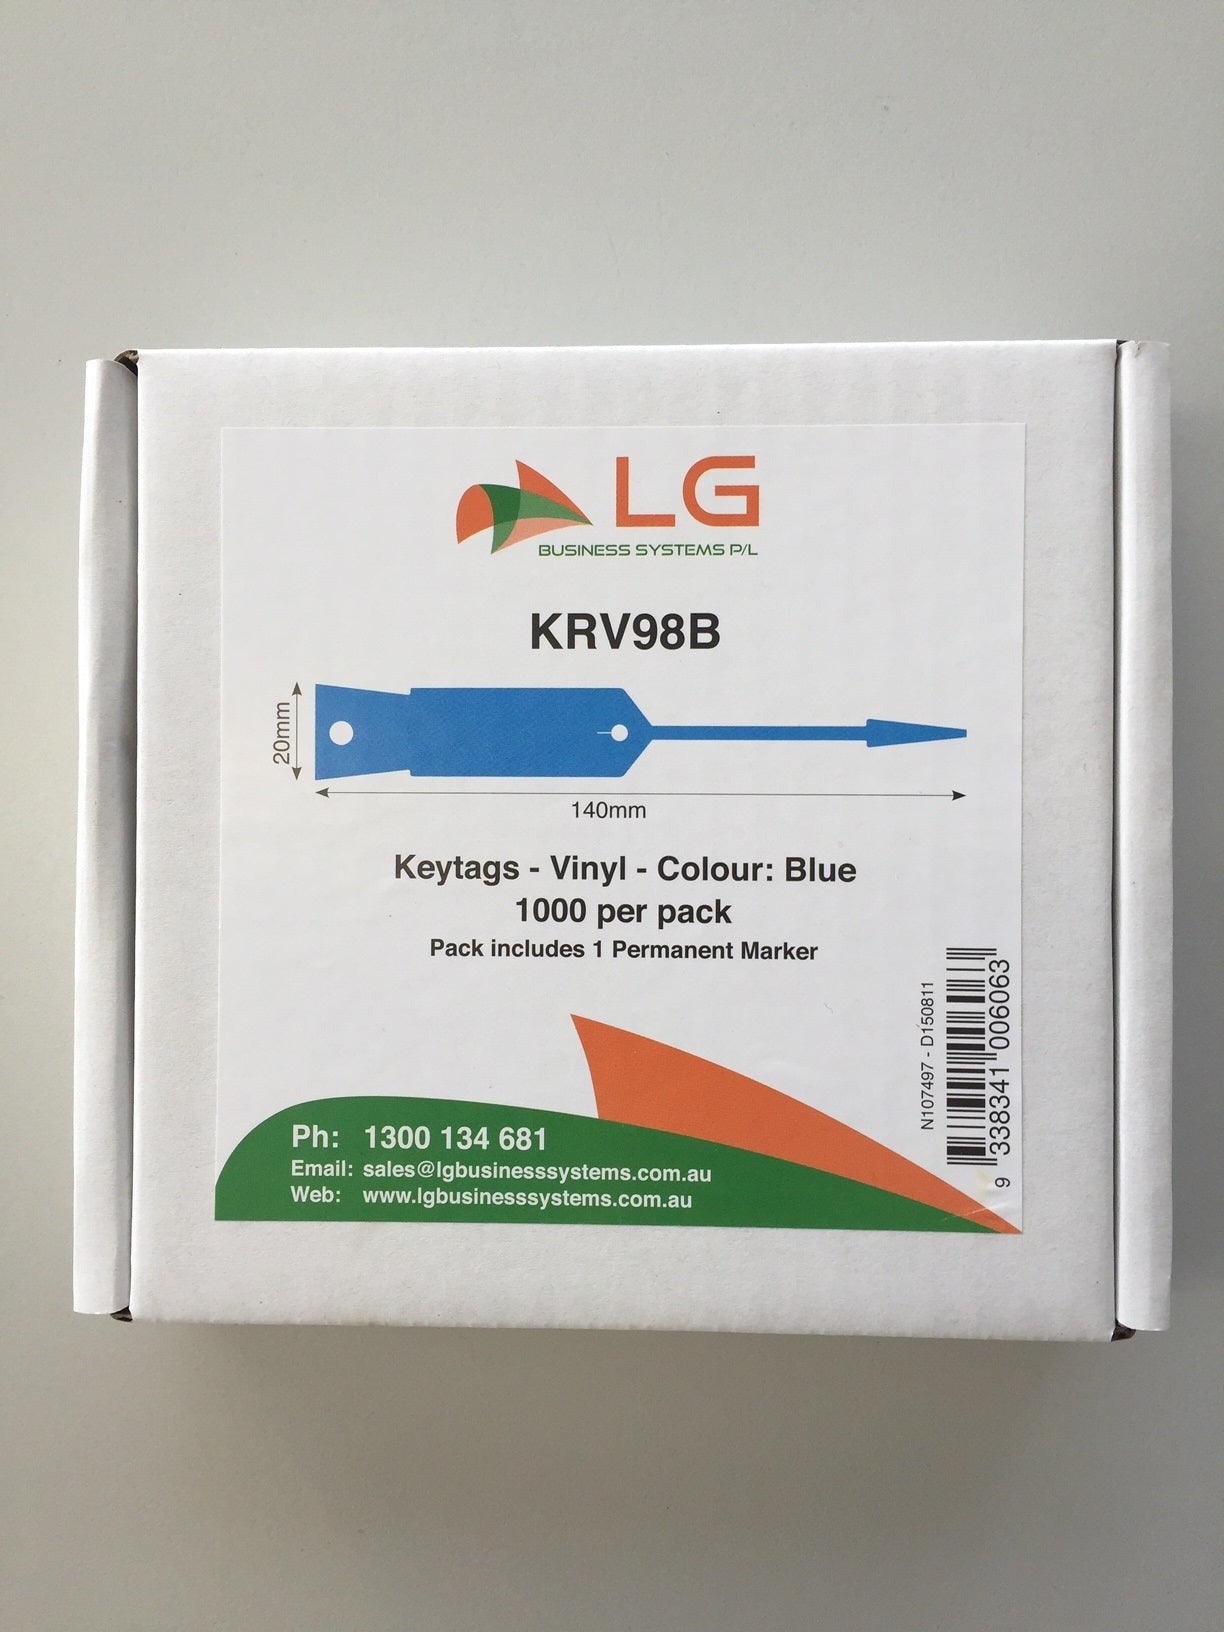 LG
BUSINESS SYSTEMS P/L
KRV98B
20mm
140mm
Keytags - Vinyl - Colour: Blue
1000 per pack
Pack includes 1 Permanent Marker
N107497 - D150811
9 338341 006063
Ph: 1300 134 681
Email: sales@lgbusinesssystems.com.au
Web: www.lgbusinesssystems.com.au